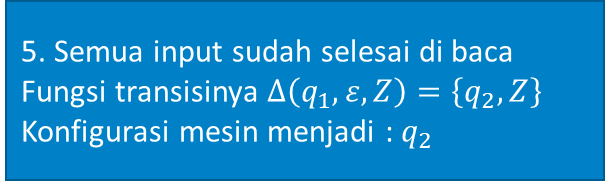 5. Semua input sudah selesai di baca
Fungsi transisinya Δ(𝑞₁, 𝜀, 𝑍) = {𝑞₂, 𝑍}
Konfigurasi mesin menjadi : 𝑞₂